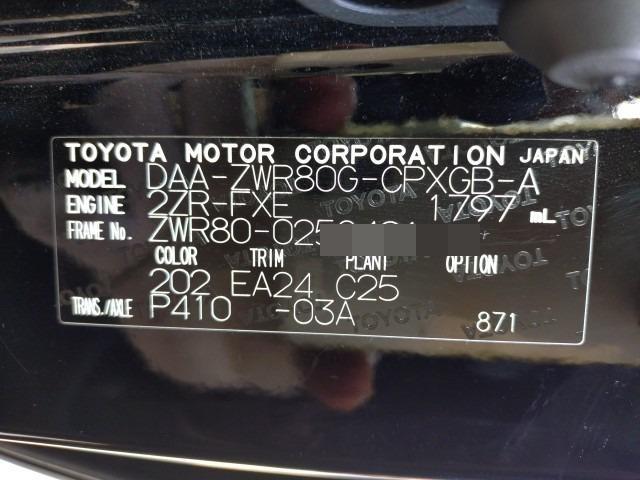 TOYOTA MOTOR CORPORATION JAPAN
MODEL DAA-ZWR80G-CPXGB-A
ENGINE 2ZR-FXE 1797 mL
FRAME No. ZWR80-025
COLOR TRIM PLANT OPTION
202 EA24 C25
TRANS./AXLE P410 -03A 871